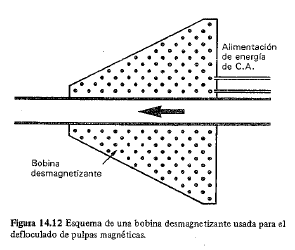 Alimentación
de energía
de C.A.
Bobina
desmagnetizante
Figura 14.12 Esquema de una bobina desmagnetizante usada para el
defloculado de pulpas magnéticas.